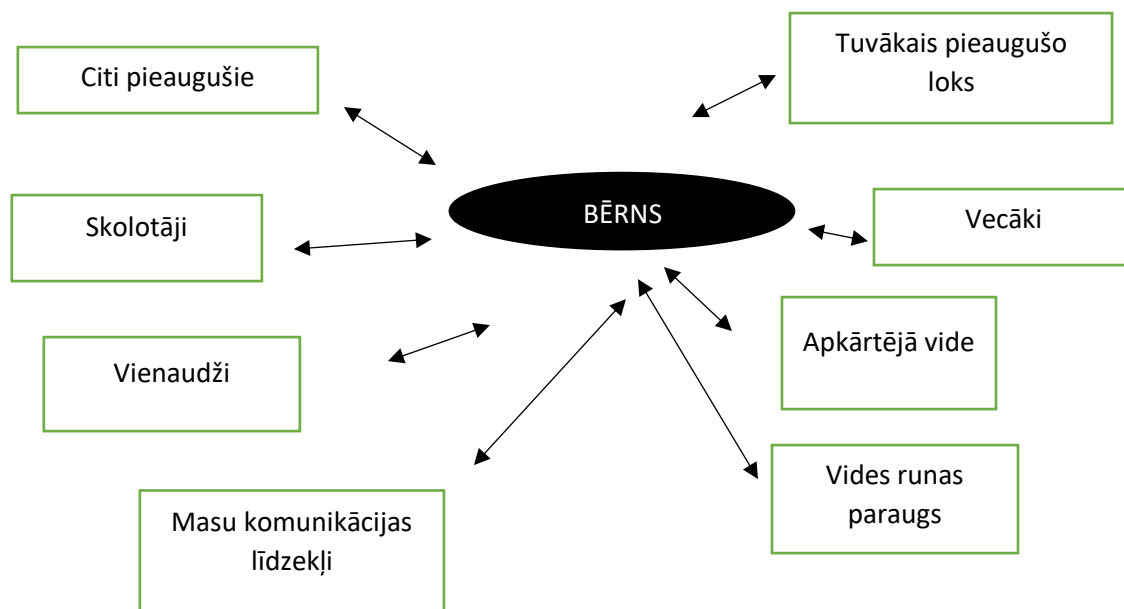 Citi pieaugušie
Tuvākais pieaugušo
loks
Skolotāji
BĒRNS
Vecāki
Vienaudži
Apkārtējā vide
Masu komunikācijas
līdzekļi
Vides runas
paraugs